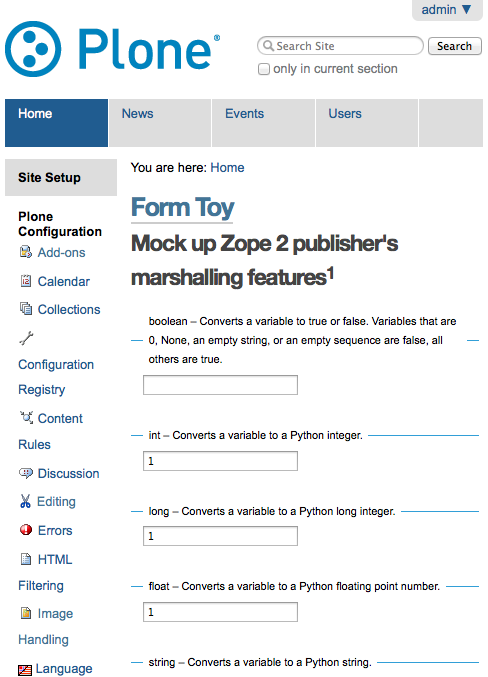 admin ▼
Plone®
Search Site
Search
only in current section
Home
News
Events
Users
Site Setup
Plone
Configuration
Add-ons
Calendar
Collections
Configuration
Registry
Content
Rules
Discussion
Editing
Errors
HTML
Filtering
Image
Handling
Language
You are here: Home
Form Toy
Mock up Zope 2 publisher's
marshalling features1
boolean – Converts a variable to true or false. Variables that are
0, None, an empty string, or an empty sequence are false, all
others are true.
int – Converts a variable to a Python integer.
1
long – Converts a variable to a Python long integer.
1
float – Converts a variable to a Python floating point number.
1
string – Converts a variable to a Python string.